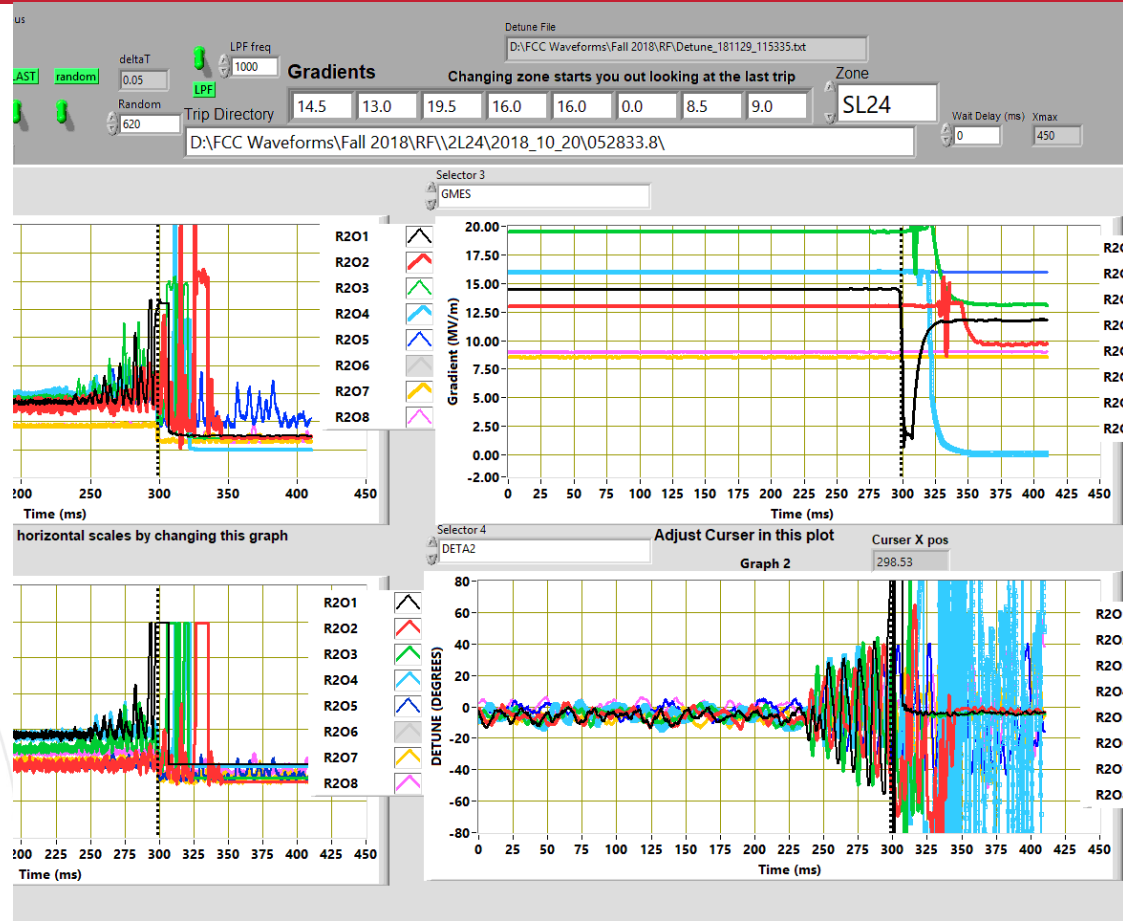 us
Detune File
D:\FCC Waveforms\Fall 2018\RF\Detune_181129_115335.txt
deltaT
LPF freq
LAST
random
0.05
1000
Gradients
Changing zone starts you out looking at the last trip
Zone
LPF
Random
620
14.5 13.0 19.5 16.0 16.0 0.0 8.5 9.0
SL24
Trip Directory
D:\FCC Waveforms\Fall 2018\RF\\2L24\2018_10_20\052833.8\
Wait Delay (ms) Xmax
0 450
Selector 3
GMES
R2O1
R2O2
R2O3
R2O4
R2O5
R2O6
R2O7
R2O8
200 250 300 350 400 450
Time (ms)
Gradient (MV/m)
20.00
17.50
15.00
12.50
10.00
7.50
5.00
2.50
0.00
-2.00
0 25 50 75 100 125 150 175 200 225 250 275 300 325 350 375 400 425 450
Time (ms)
horizontal scales by changing this graph
Selector 4
DETA2
Adjust Curser in this plot
Graph 2
Curser X pos
298.53
R2O1
R2O2
R2O3
R2O4
R2O5
R2O6
R2O7
R2O8
200 225 250 275 300 325 350 375 400 425 450
Time (ms)
DETUNE (DEGREES)
80
60
40
20
0
-20
-40
-60
-80
0 25 50 75 100 125 150 175 200 225 250 275 300 325 350 375 400 425 450
Time (ms)